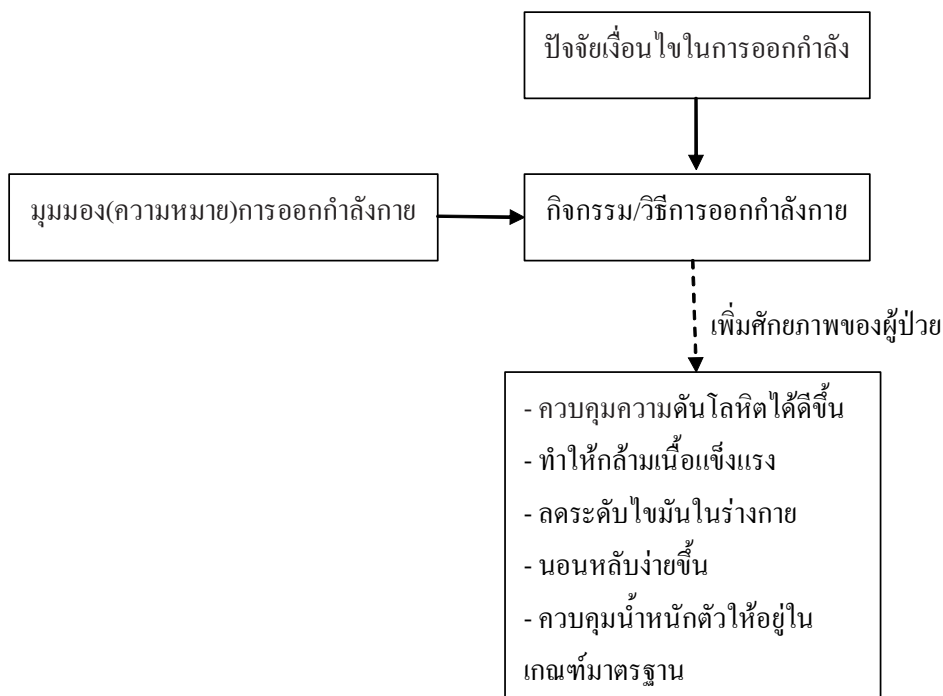 ปัจจัยเงื่อนไขในการออกกำลัง
มุมมอง(ความหมาย)การออกกำลังกาย
กิจกรรม/วิธีการออกกำลังกาย
เพิ่มศักยภาพของผู้ป่วย
- ควบคุมความดันโลหิตได้ดีขึ้น
- ทำให้กล้ามเนื้อแข็งแรง
- ลดระดับไขมันในร่างกาย
- นอนหลับง่ายขึ้น
- ควบคุมน้ำหนักตัวให้อยู่ใน
เกณฑ์มาตรฐาน